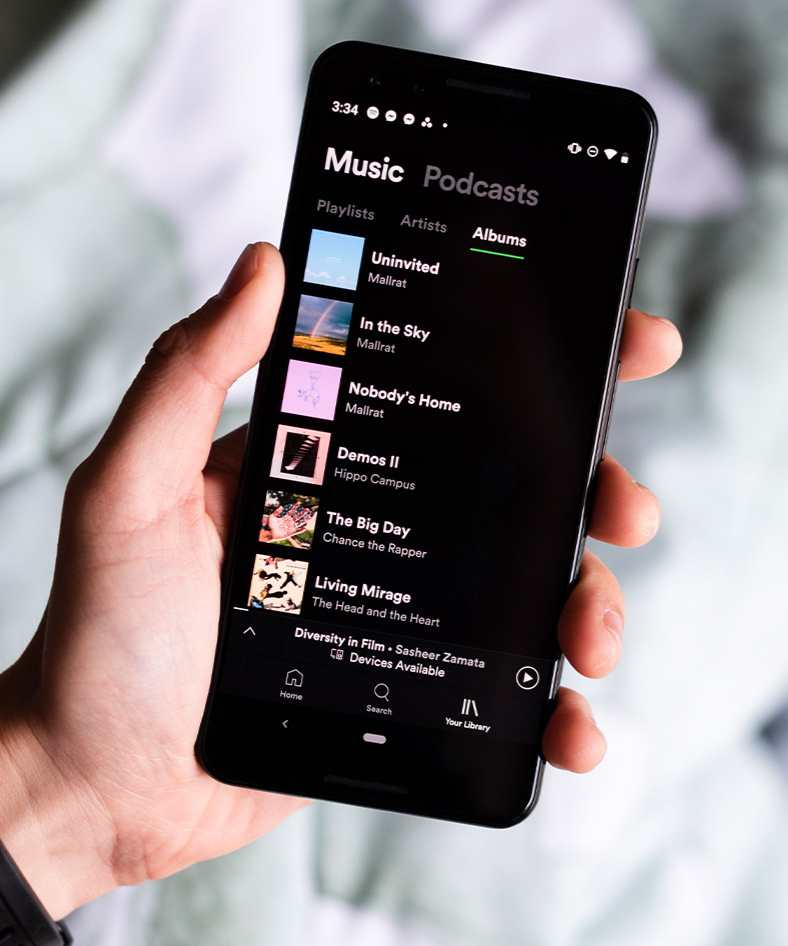 3:34
Music Podcasts
Playlists Artists Albums
Uninvited
Mallrat
In the Sky
Mallrat
Nobody's Home
Mallrat
Demos II
Hippo Campus
The Big Day
Chance the Rapper
Living Mirage
The Head and the Heart
Diversity in Film • Sasheer Zamata
Devices Available
Home Search Your Library